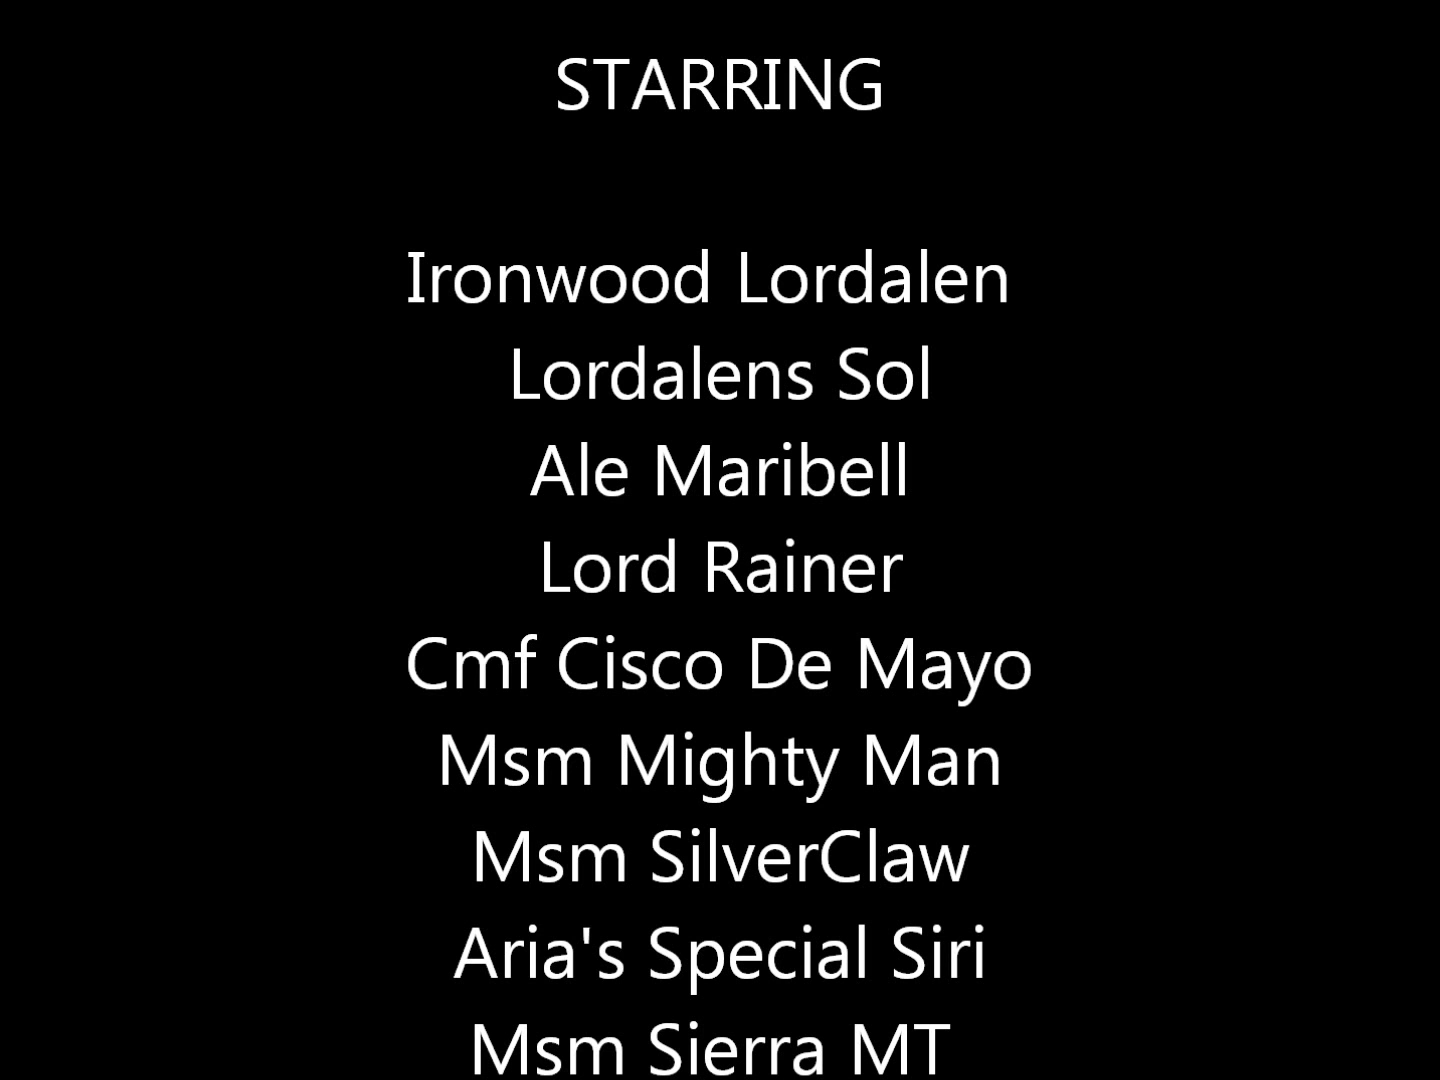 STARRING
Ironwood Lordalen
Lordalens Sol
Ale Maribell
Lord Rainer
Cmf Cisco De Mayo
Msm Mighty Man
Msm SilverClaw
Aria's Special Siri
Msm Sierra MT